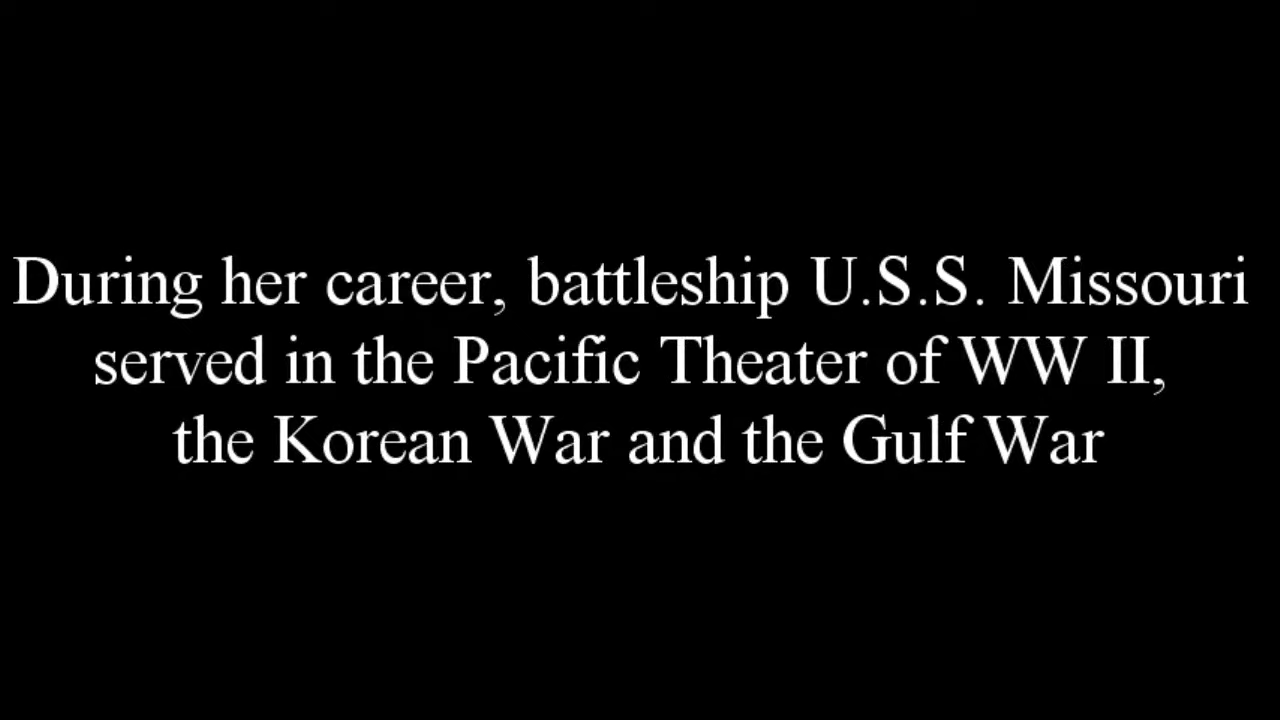 During her career, battleship U.S.S. Missouri
served in the Pacific Theater of WW II,
the Korean War and the Gulf War